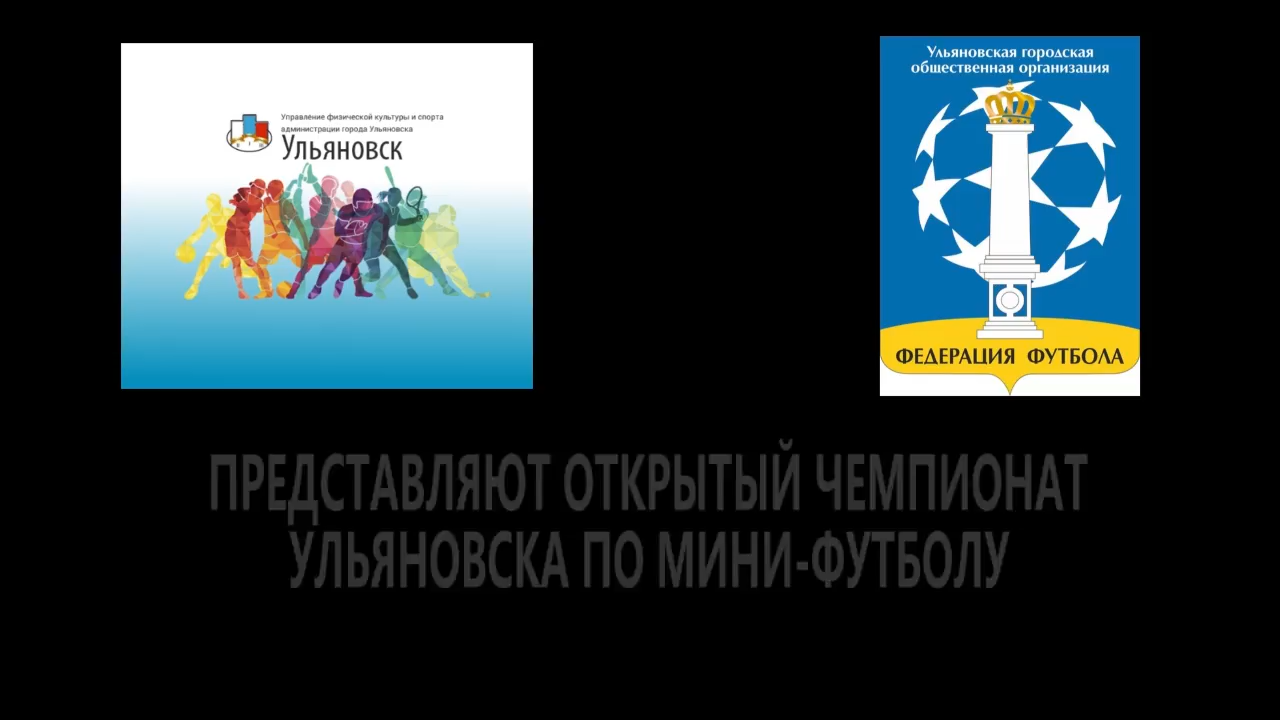 Управление физической культуры и спорта
администрации города Ульяновска
Ульяновск
Ульяновская городская
общественная организация
ФЕДЕРАЦИЯ ФУТБОЛА
ПРЕДСТАВЛЯЮТ ОТКРЫТЫЙ ЧЕМПИОНАТ
УЛЬЯНОВСКА ПО МИНИ-ФУТБОЛУ